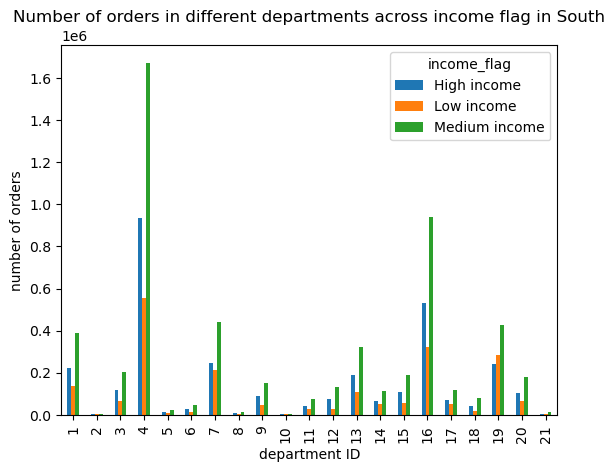 Number of orders in different departments across income flag in South
1e6
income_flag
High income
Low income
Medium income
1.6
1.4
1.2
1.0
0.8
0.6
0.4
0.2
0.0
number of orders
1 2 3 4 5 6 7 8 9 10 11 12 13 14 15 16 17 18 19 20 21
department ID